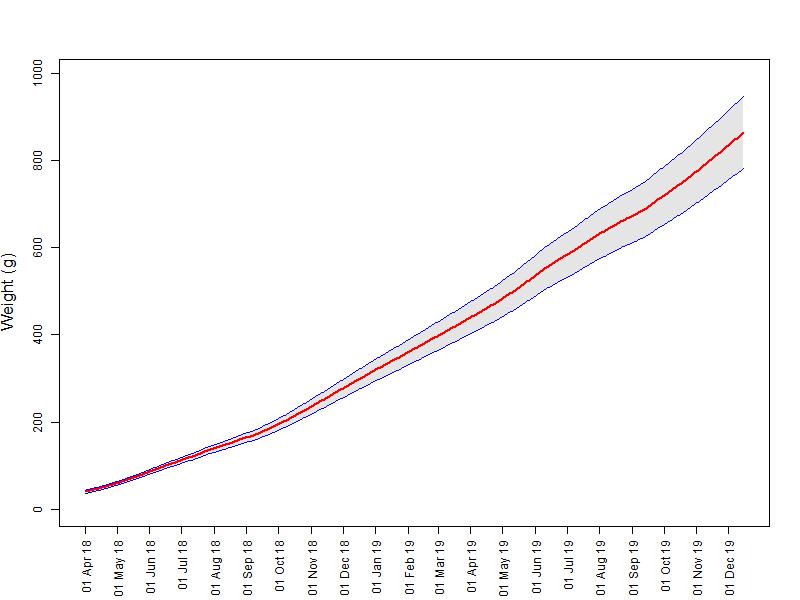 Weight (g)
1000
800
600
400
200
0
01 Apr 18
01 May 18
01 Jun 18
01 Jul 18
01 Aug 18
01 Sep 18
01 Oct 18
01 Nov 18
01 Dec 18
01 Jan 19
01 Feb 19
01 Mar 19
01 Apr 19
01 May 19
01 Jun 19
01 Jul 19
01 Aug 19
01 Sep 19
01 Oct 19
01 Nov 19
01 Dec 19